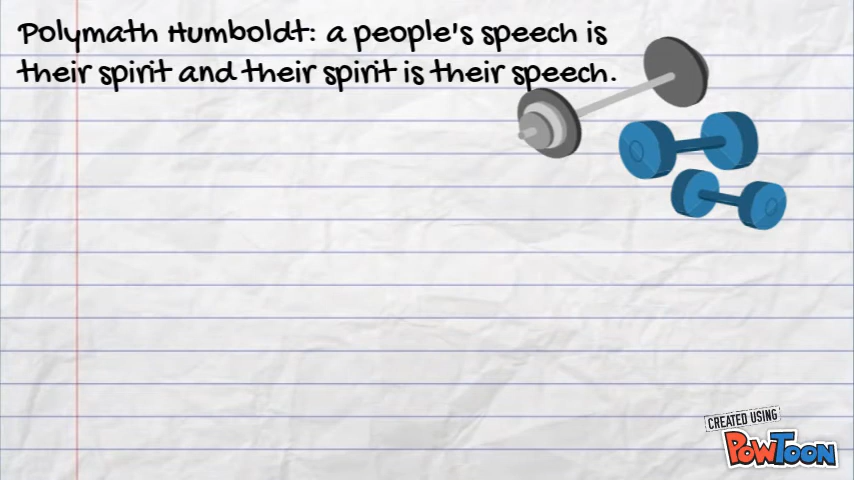 Polymath Humboldt: a people's speech is
their spirit and their spirit is their speech.
CREATED USING
POWTOON